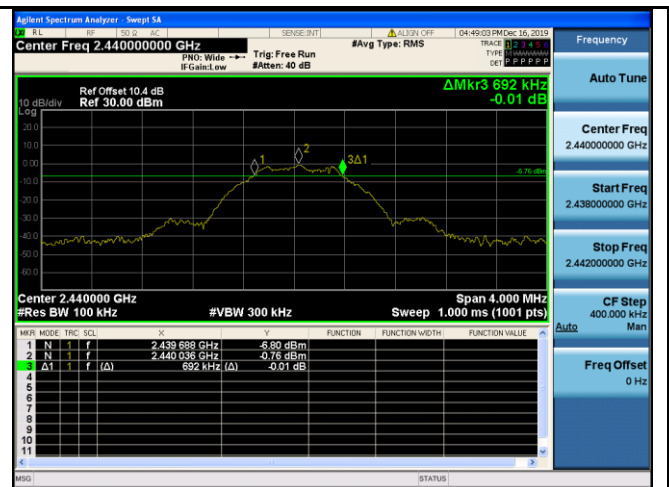 Agilent Spectrum Analyzer - Swept SA
RL RF 50 Ω AC SENSE:INT ALIGN OFF 04:49:03 PM Dec 16, 2019
Center Freq 2.440000000 GHz #Avg Type: RMS TRACE 1 2 3 4 5 6
PNO: Wide Trig: Free Run TYPE M WWWWW
IFGain:Low #Atten: 40 dB DET P P P P P P
Ref Offset 10.4 dB ΔMkr3 692 kHz
10 dB/div Ref 30.00 dBm -0.01 dB
Log
20.0
10.0
0.00
-10.0
-20.0
-30.0
-40.0
-50.0
-60.0
1
2
3Δ1
-6.76 dBm
Center 2.440000 GHz Span 4.000 MHz
#Res BW 100 kHz #VBW 300 kHz Sweep 1.000 ms (1001 pts)
MKR MODE TRC SCL X Y FUNCTION FUNCTION WIDTH FUNCTION VALUE
1 N 1 f 2.439 688 GHz -6.80 dBm
2 N 1 f 2.440 036 GHz -0.76 dBm
3 Δ1 1 f (Δ) 692 kHz (Δ) -0.01 dB
4
5
6
7
8
9
10
11
MSG STATUS
Frequency
Auto Tune
Center Freq
2.440000000 GHz
Start Freq
2.438000000 GHz
Stop Freq
2.442000000 GHz
CF Step
400.000 kHz
Auto Man
Freq Offset
0 Hz